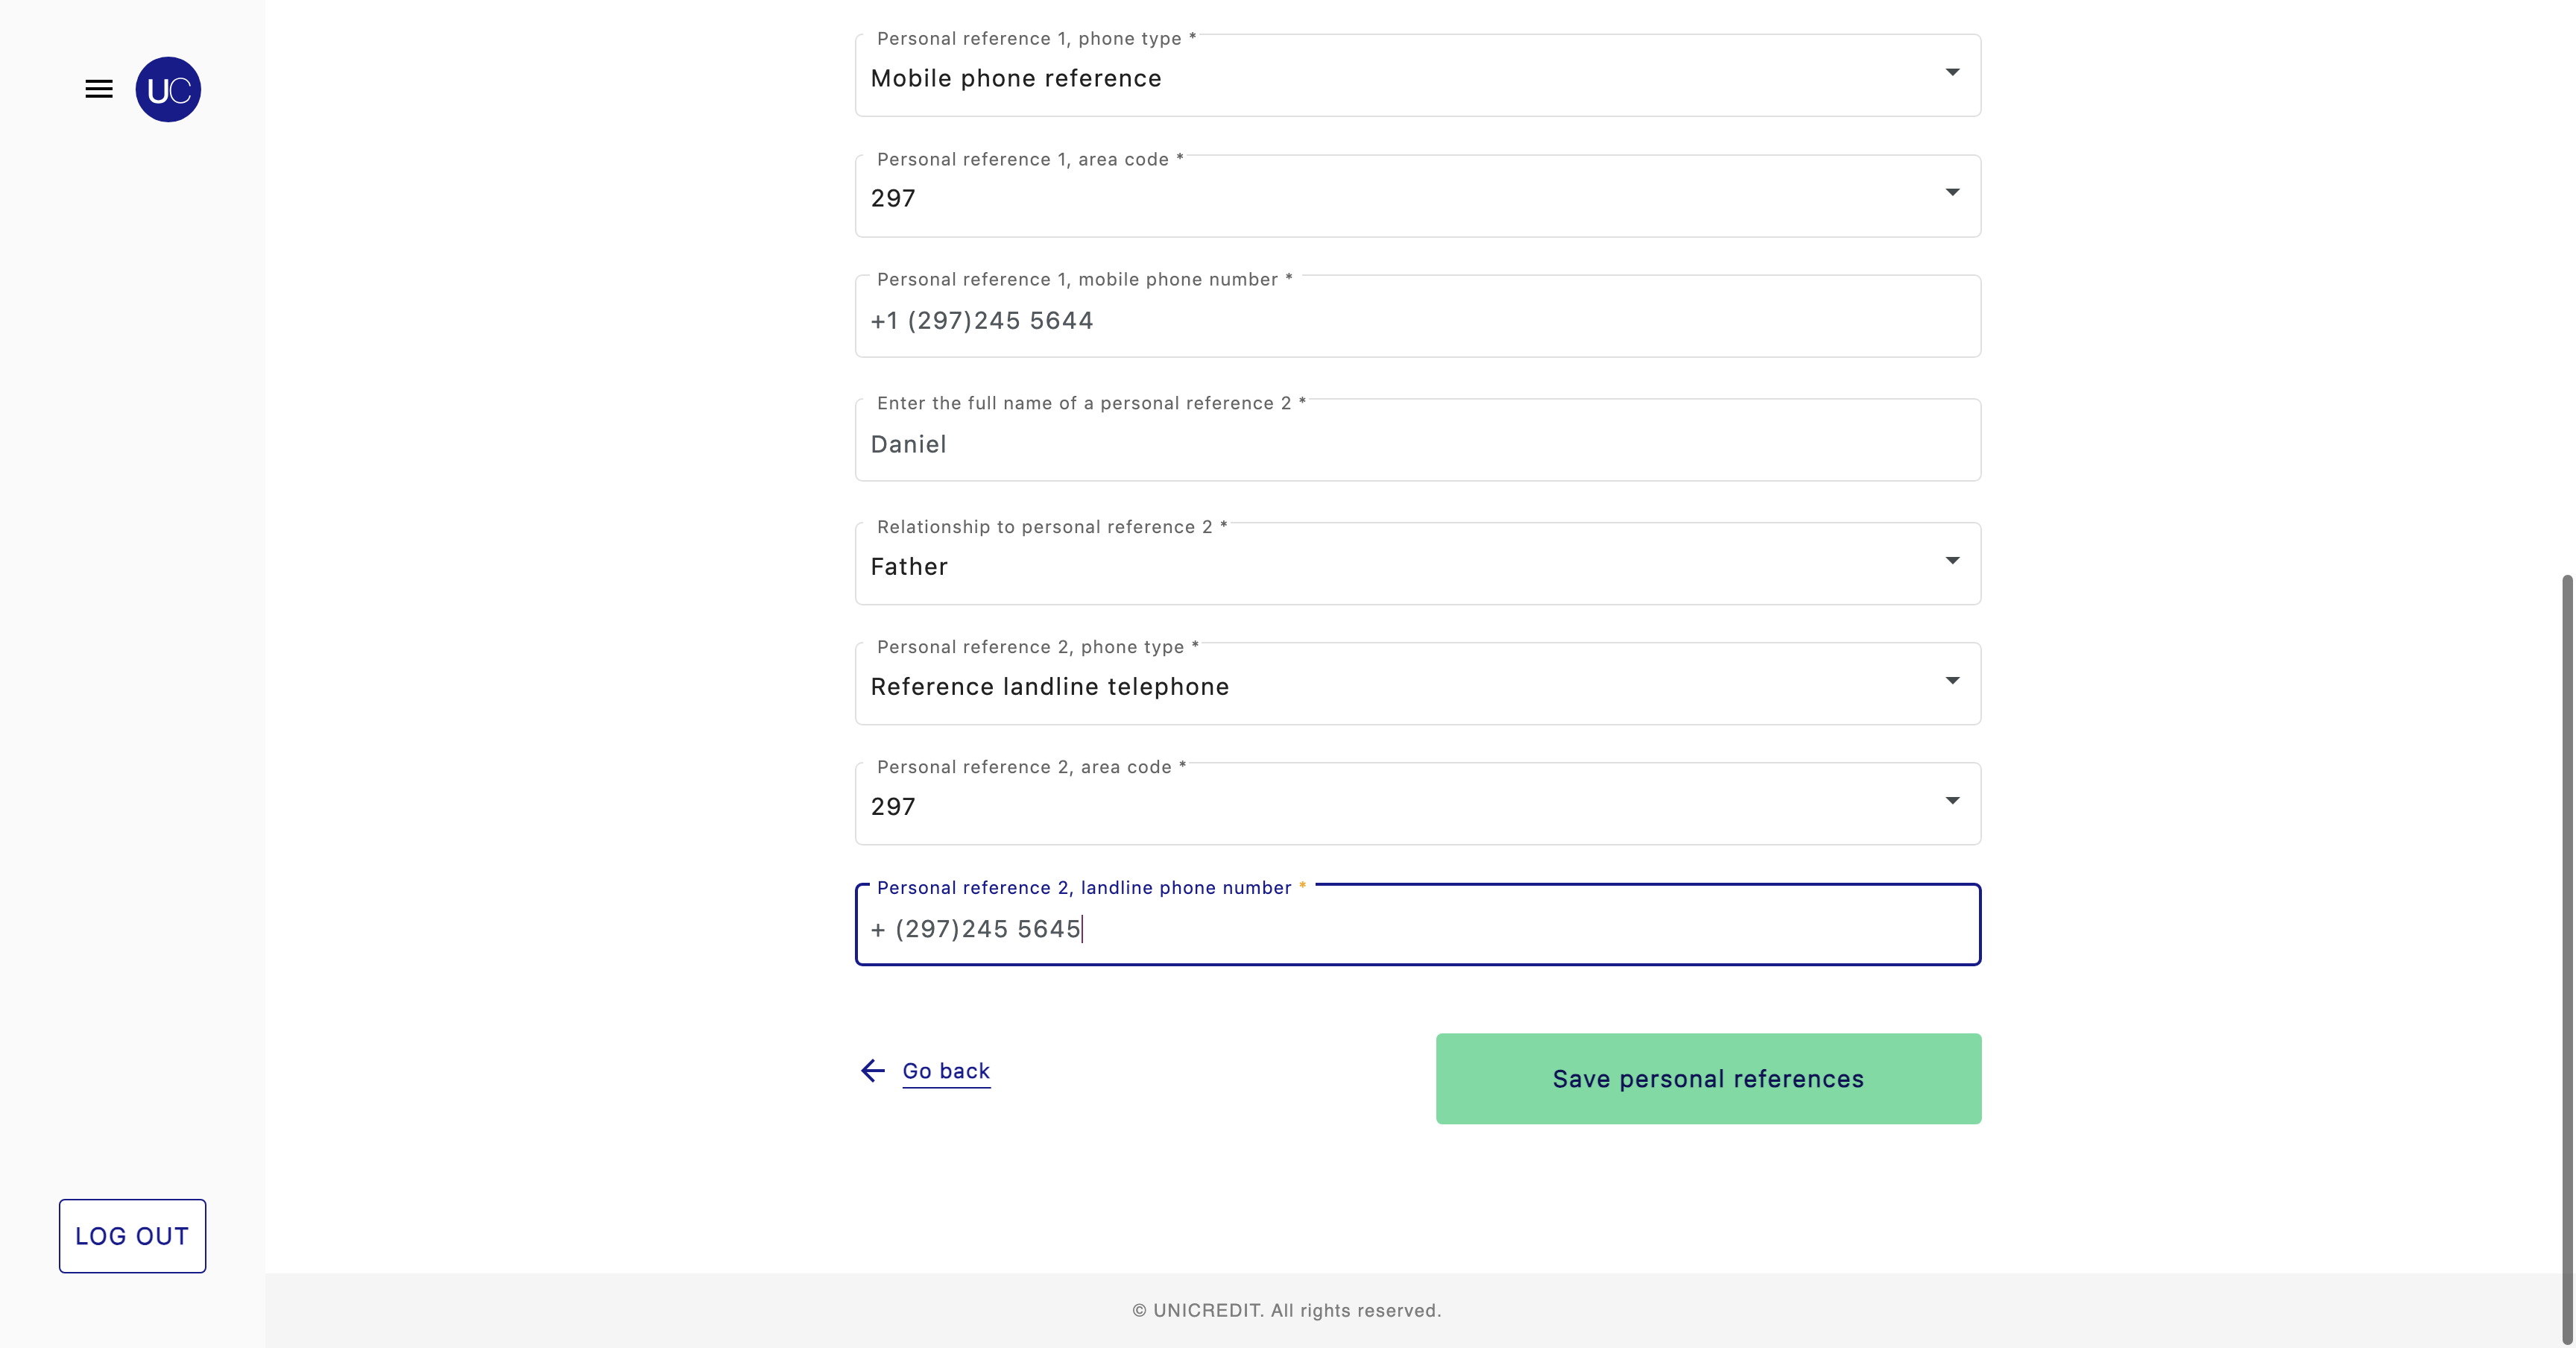 UC
Personal reference 1, phone type *
Mobile phone reference
Personal reference 1, area code *
297
Personal reference 1, mobile phone number *
+1 (297)245 5644
Enter the full name of a personal reference 2 *
Daniel
Relationship to personal reference 2 *
Father
Personal reference 2, phone type *
Reference landline telephone
Personal reference 2, area code *
297
Personal reference 2, landline phone number *
+ (297)245 5645
Go back
Save personal references
LOG OUT
© UNICREDIT. All rights reserved.